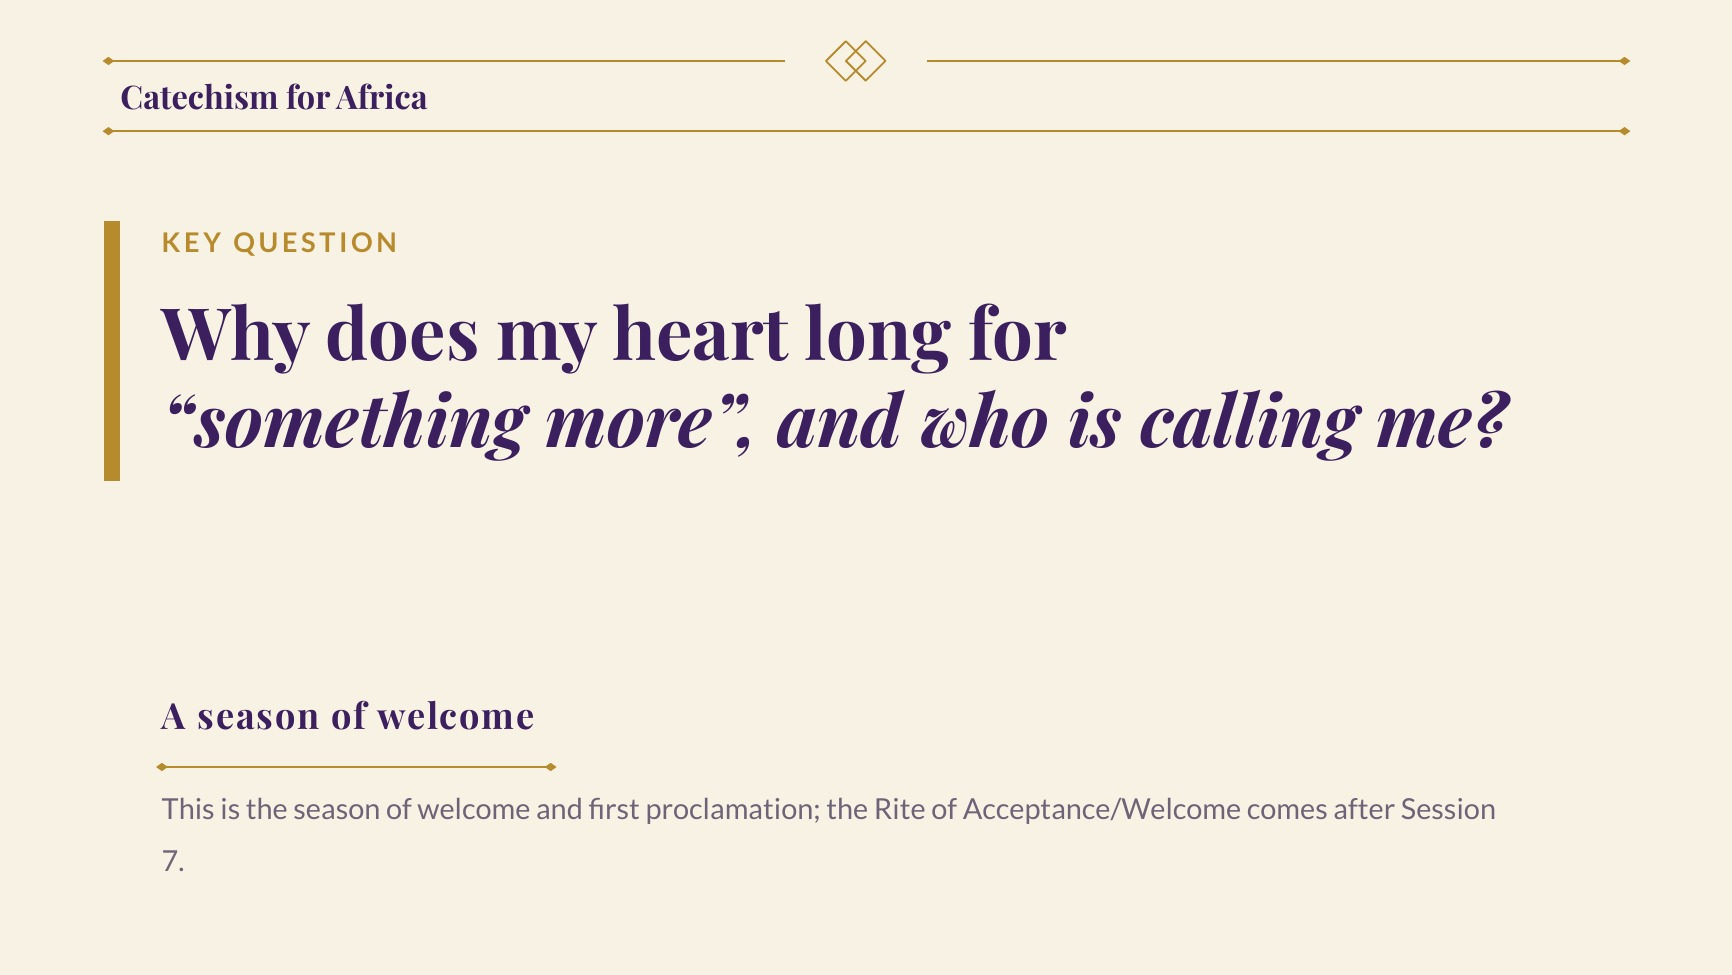 Catechism for Africa
KEY QUESTION
Why does my heart long for
“something more”, and who is calling me?
A season of welcome
This is the season of welcome and first proclamation; the Rite of Acceptance/Welcome comes after Session
7.